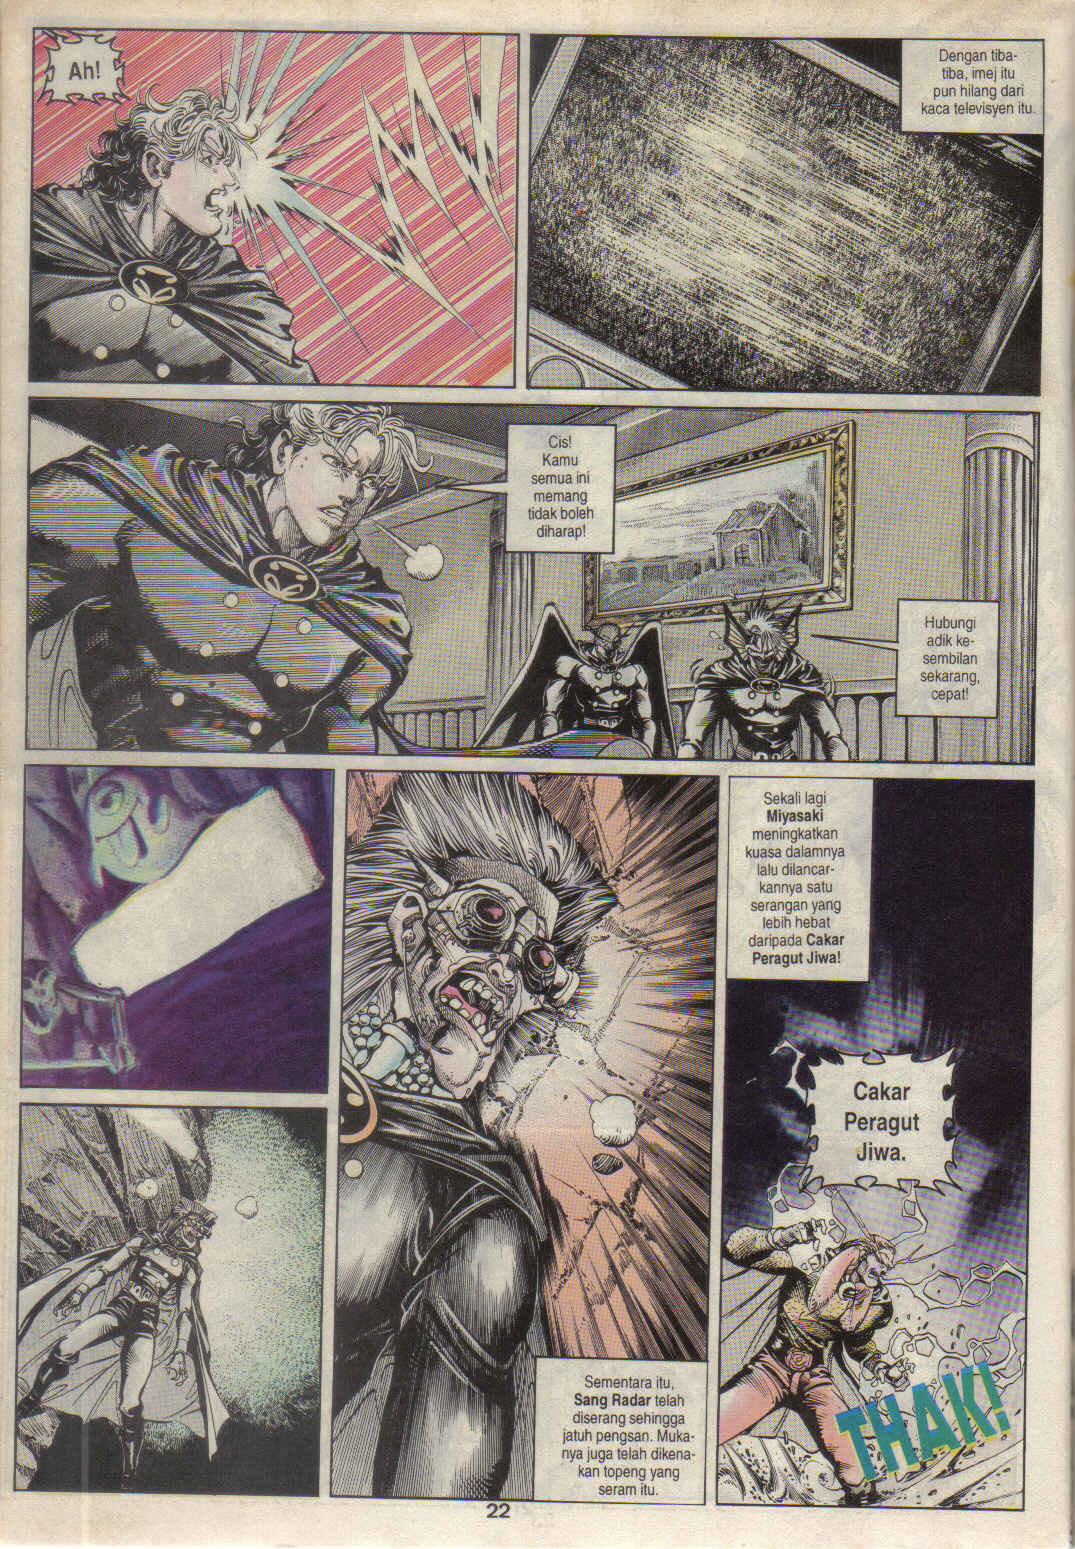 Ah!
Dengan tiba-
tiba, imej itu
pun hilang dari
kaca televisyen itu.
Cis!
Kamu
semua ini
memang
tidak boleh
diharap!
Hubungi
adik ke-
sembilan
sekarang,
cepat!
Sementara itu,
Sang Radar telah
diserang sehingga
jatuh pengsan. Muka-
nya juga telah dikena-
kan topeng yang
seram itu.
Sekali lagi
Miyasaki
meningkatkan
kuasa dalamnya
lalu dilancar-
kannya satu
serangan yang
lebih hebat
daripada Cakar
Peragut Jiwa!
Cakar
Peragut
Jiwa.
THAK!
22